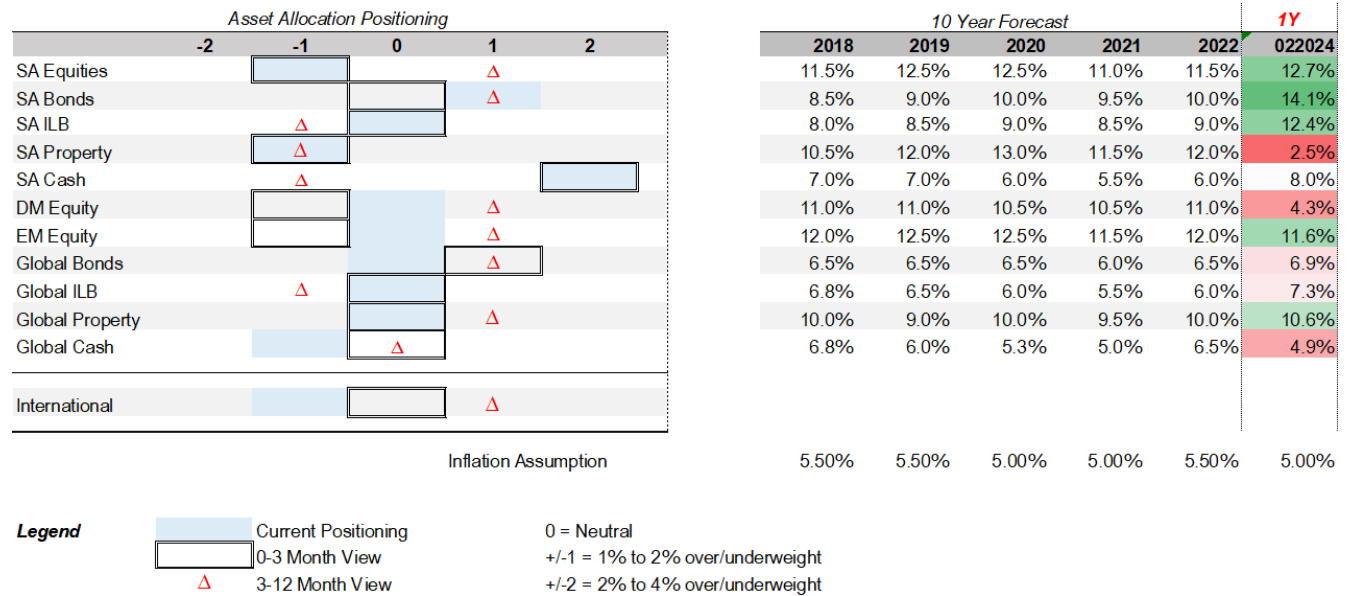 Asset Allocation Positioning 10 Year Forecast 1Y
-2 -1 0 1 2 2018 2019 2020 2021 2022 022024
SA Equities Δ 11.5% 12.5% 12.5% 11.0% 11.5% 12.7%
SA Bonds Δ 8.5% 9.0% 10.0% 9.5% 10.0% 14.1%
SA ILB Δ 8.0% 8.5% 9.0% 8.5% 9.0% 12.4%
SA Property Δ 10.5% 12.0% 13.0% 11.5% 12.0% 2.5%
SA Cash Δ 7.0% 7.0% 6.0% 5.5% 6.0% 8.0%
DM Equity Δ 11.0% 11.0% 10.5% 10.5% 11.0% 4.3%
EM Equity Δ 12.0% 12.5% 12.5% 11.5% 12.0% 11.6%
Global Bonds Δ 6.5% 6.5% 6.5% 6.0% 6.5% 6.9%
Global ILB Δ 6.8% 6.5% 6.0% 5.5% 6.0% 7.3%
Global Property Δ 10.0% 9.0% 10.0% 9.5% 10.0% 10.6%
Global Cash Δ 6.8% 6.0% 5.3% 5.0% 6.5% 4.9%
International Δ
Inflation Assumption 5.50% 5.50% 5.00% 5.00% 5.50% 5.00%
Legend Current Positioning 0 = Neutral
0-3 Month View +/-1 = 1% to 2% over/underweight
Δ 3-12 Month View +/-2 = 2% to 4% over/underweight